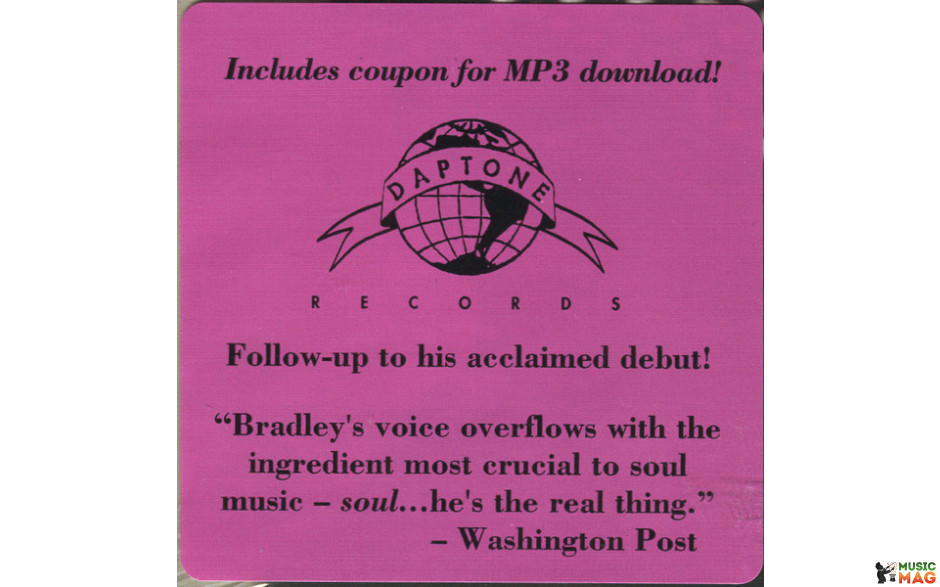 Includes coupon for MP3 download!
DAPTONE
RECORDS
Follow-up to his acclaimed debut!
“Bradley's voice overflows with the
ingredient most crucial to soul
music – soul...he's the real thing.”
– Washington Post
MUSIC
MAG